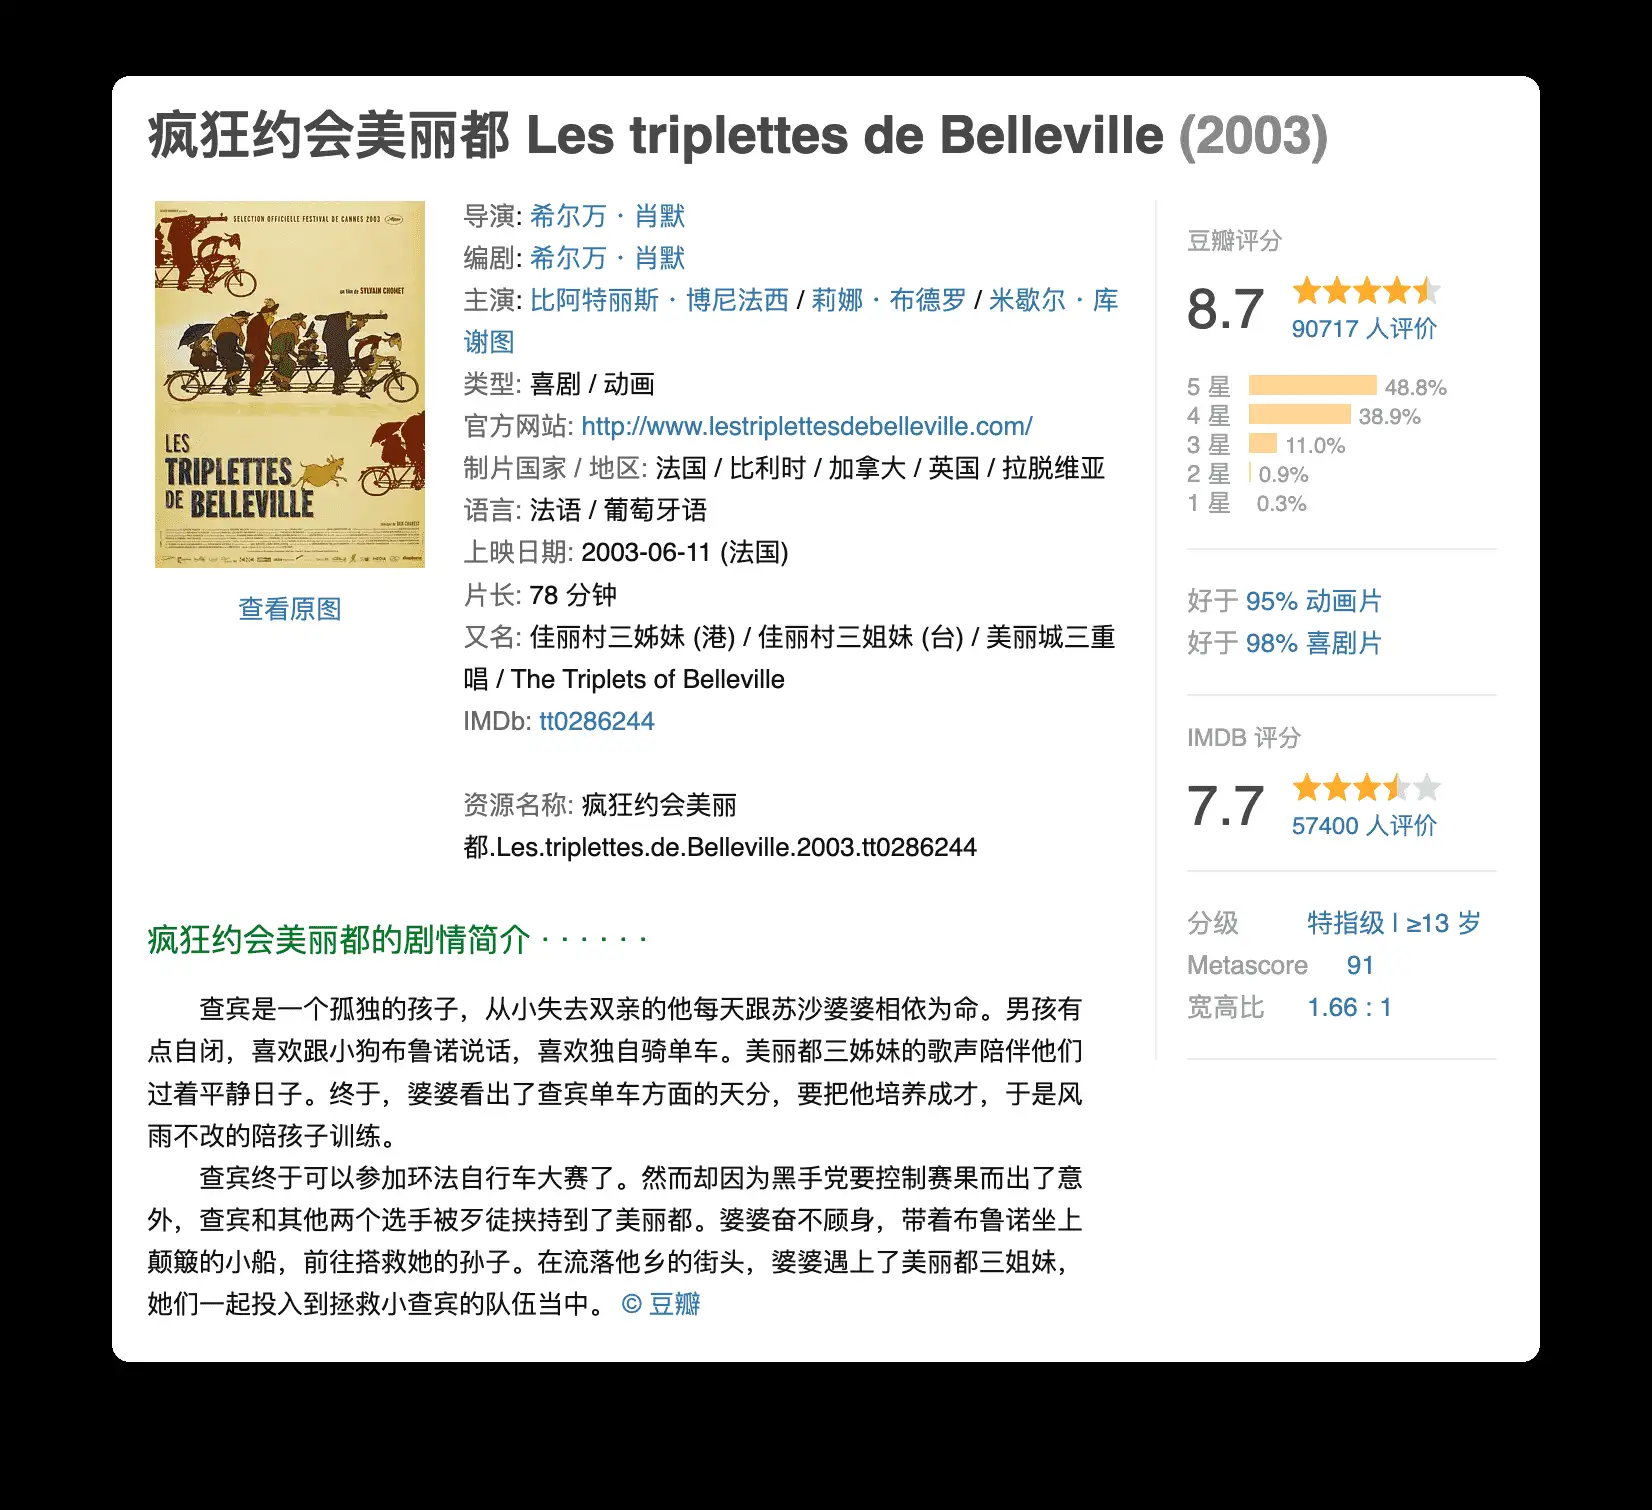 疯狂约会美丽都 Les triplettes de Belleville (2003)
SELECTION OFFICIELLE FESTIVAL DE CANNES 2003
un film de SYLVAIN CHOMET
LES
TRIPLETTES
DE BELLEVILLE
查看原图
导演: 希尔万·肖默
编剧: 希尔万·肖默
主演: 比阿特丽斯·博尼法西 / 莉娜·布德罗 / 米歇尔·库
谢图
类型: 喜剧 / 动画
官方网站: http://www.lestriplettesdebelleville.com/
制片国家 / 地区: 法国 / 比利时 / 加拿大 / 英国 / 拉脱维亚
语言: 法语 / 葡萄牙语
上映日期: 2003-06-11 (法国)
片长: 78 分钟
又名: 佳丽村三姊妹 (港) / 佳丽村三姐妹 (台) / 美丽城三重
唱 / The Triplets of Belleville
IMDb: tt0286244
资源名称: 疯狂约会美丽
都.Les.triplettes.de.Belleville.2003.tt0286244
豆瓣评分
8.7
90717 人评价
5 星 48.8%
4 星 38.9%
3 星 11.0%
2 星 0.9%
1 星 0.3%
好于 95% 动画片
好于 98% 喜剧片
IMDB 评分
7.7
57400 人评价
分级 特指级 | ≥13 岁
Metascore 91
宽高比 1.66 : 1
疯狂约会美丽都的剧情简介 · · · · · ·
查宾是一个孤独的孩子，从小失去双亲的他每天跟苏沙婆婆相依为命。男孩有
点自闭，喜欢跟小狗布鲁诺说话，喜欢独自骑单车。美丽都三姊妹的歌声陪伴他们
过着平静日子。终于，婆婆看出了查宾单车方面的天分，要把他培养成才，于是风
雨不改的陪孩子训练。
查宾终于可以参加环法自行车大赛了。然而却因为黑手党要控制赛果而出了意
外，查宾和其他两个选手被歹徒挟持到了美丽都。婆婆奋不顾身，带着布鲁诺坐上
颠簸的小船，前往搭救她的孙子。在流落他乡的街头，婆婆遇上了美丽都三姐妹，
她们一起投入到拯救小查宾的队伍当中。 © 豆瓣